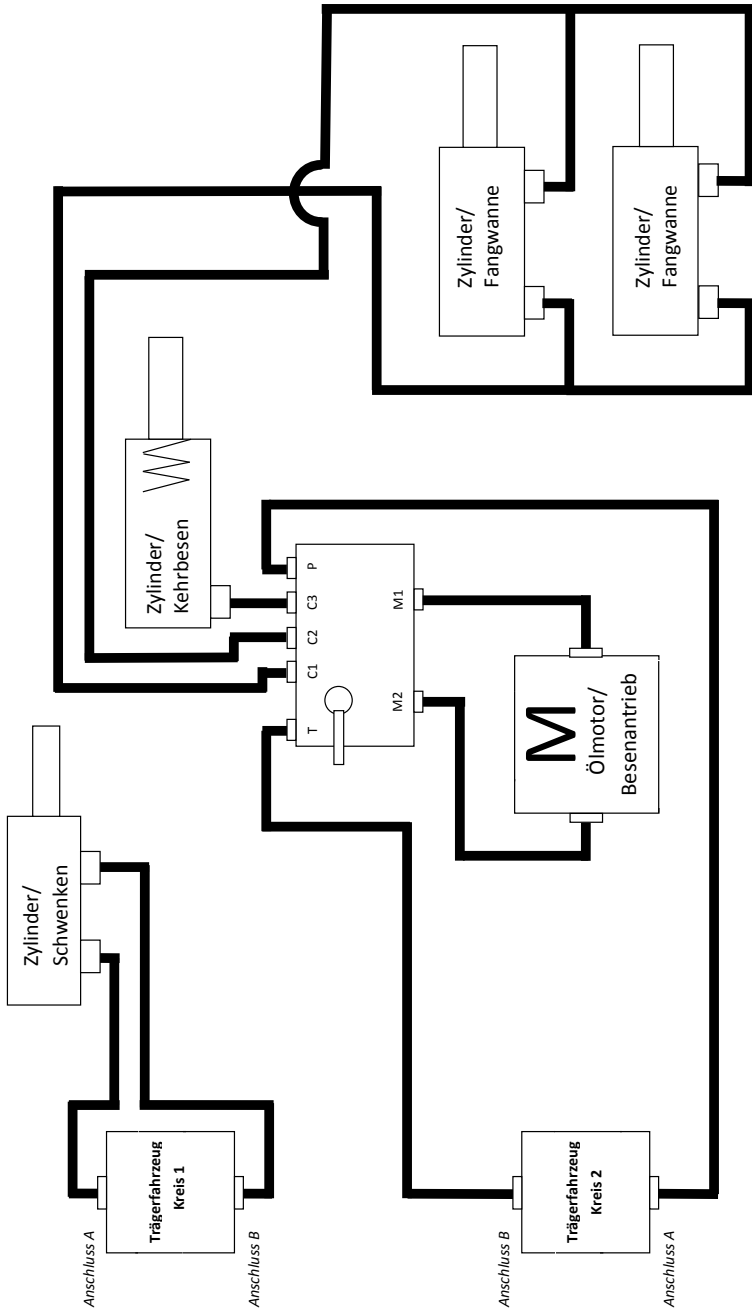 Anschluss A
Trägerfahrzeug
Kreis 1
Anschluss B
Zylinder/
Schwenken
Zylinder/
Kehrbesen
Zylinder/
Fangwanne
Zylinder/
Fangwanne
T
C1
C2
C3
P
M2
M1
M
Ölmotor/
Besenantrieb
Anschluss B
Trägerfahrzeug
Kreis 2
Anschluss A